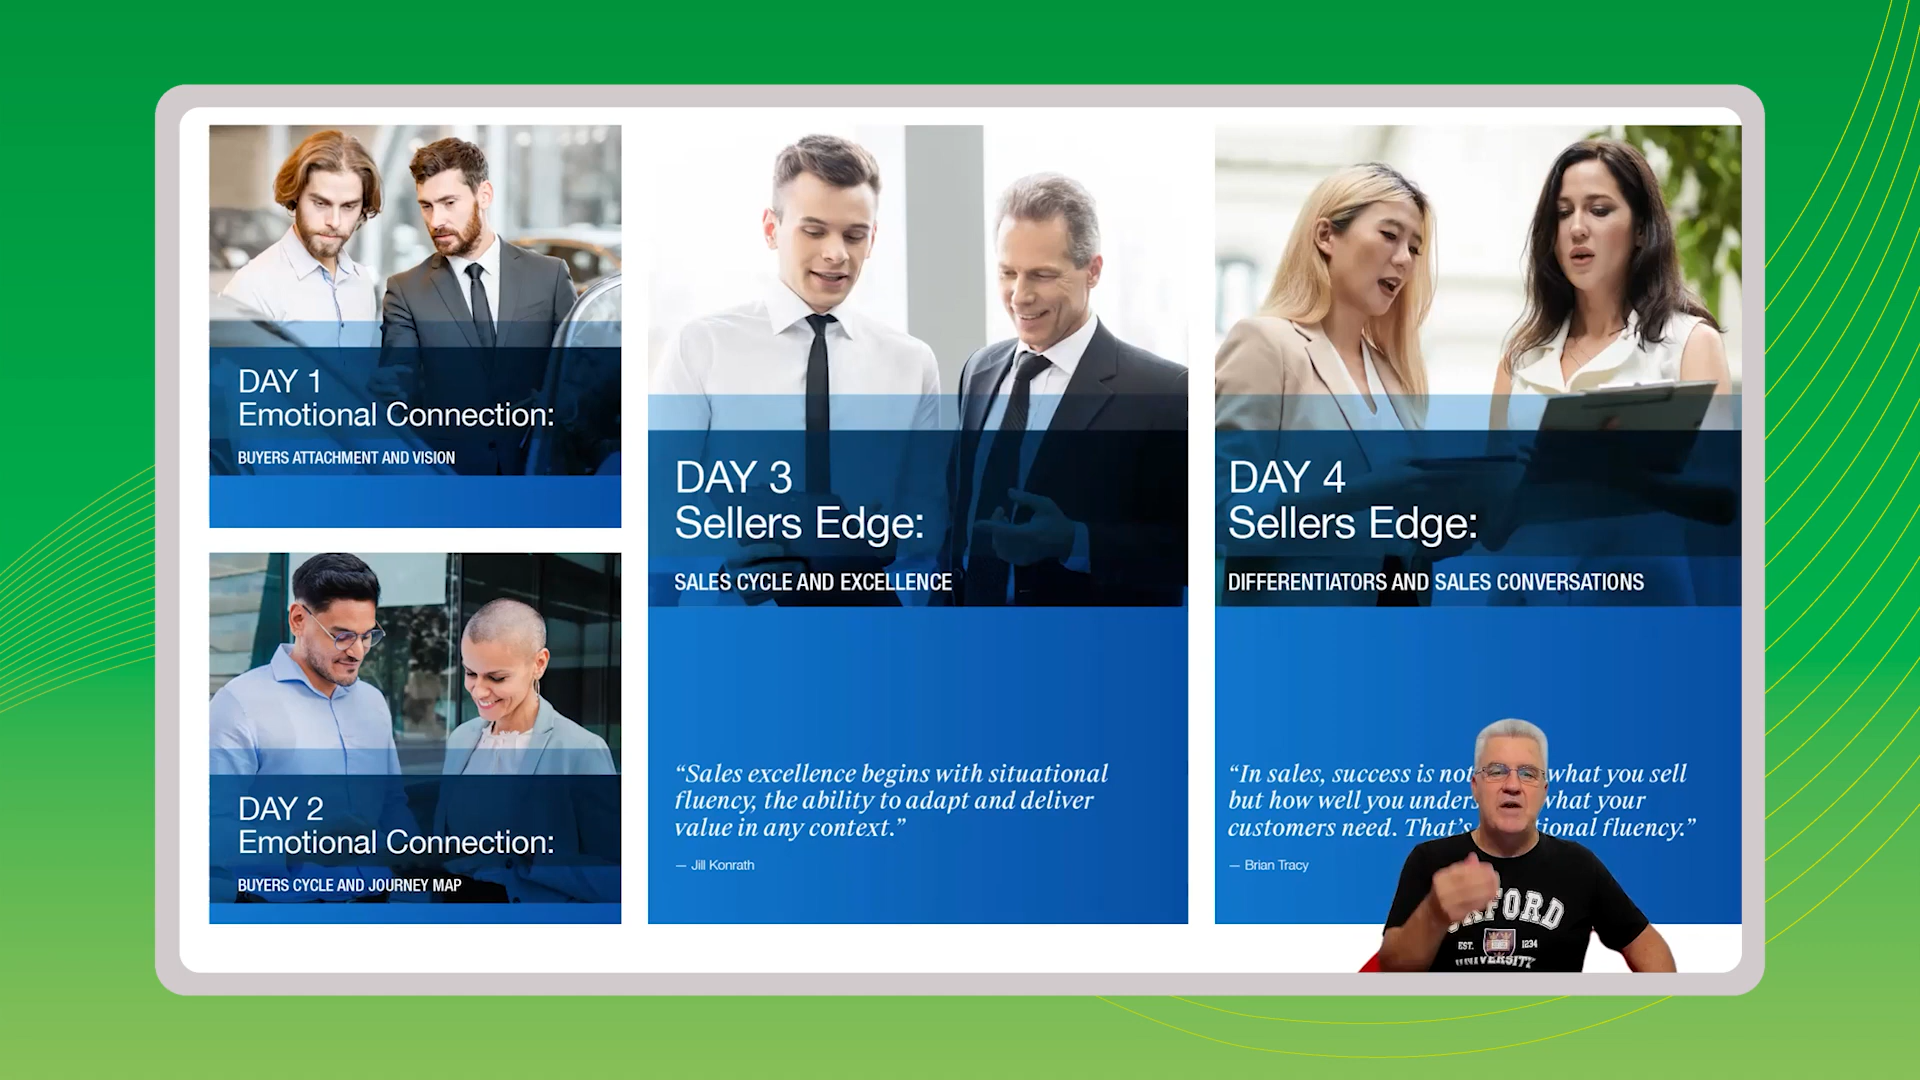 DAY 1
Emotional Connection:
BUYERS ATTACHMENT AND VISION
DAY 2
Emotional Connection:
BUYERS CYCLE AND JOURNEY MAP
DAY 3
Sellers Edge:
SALES CYCLE AND EXCELLENCE
“Sales excellence begins with situational
fluency, the ability to adapt and deliver
value in any context.”
— Jill Konrath
DAY 4
Sellers Edge:
DIFFERENTIATORS AND SALES CONVERSATIONS
“In sales, success is not what you sell
but how well you what your
customers need. That’s fluency.”
— Brian Tracy
EST. 1234
UNIVERSITY